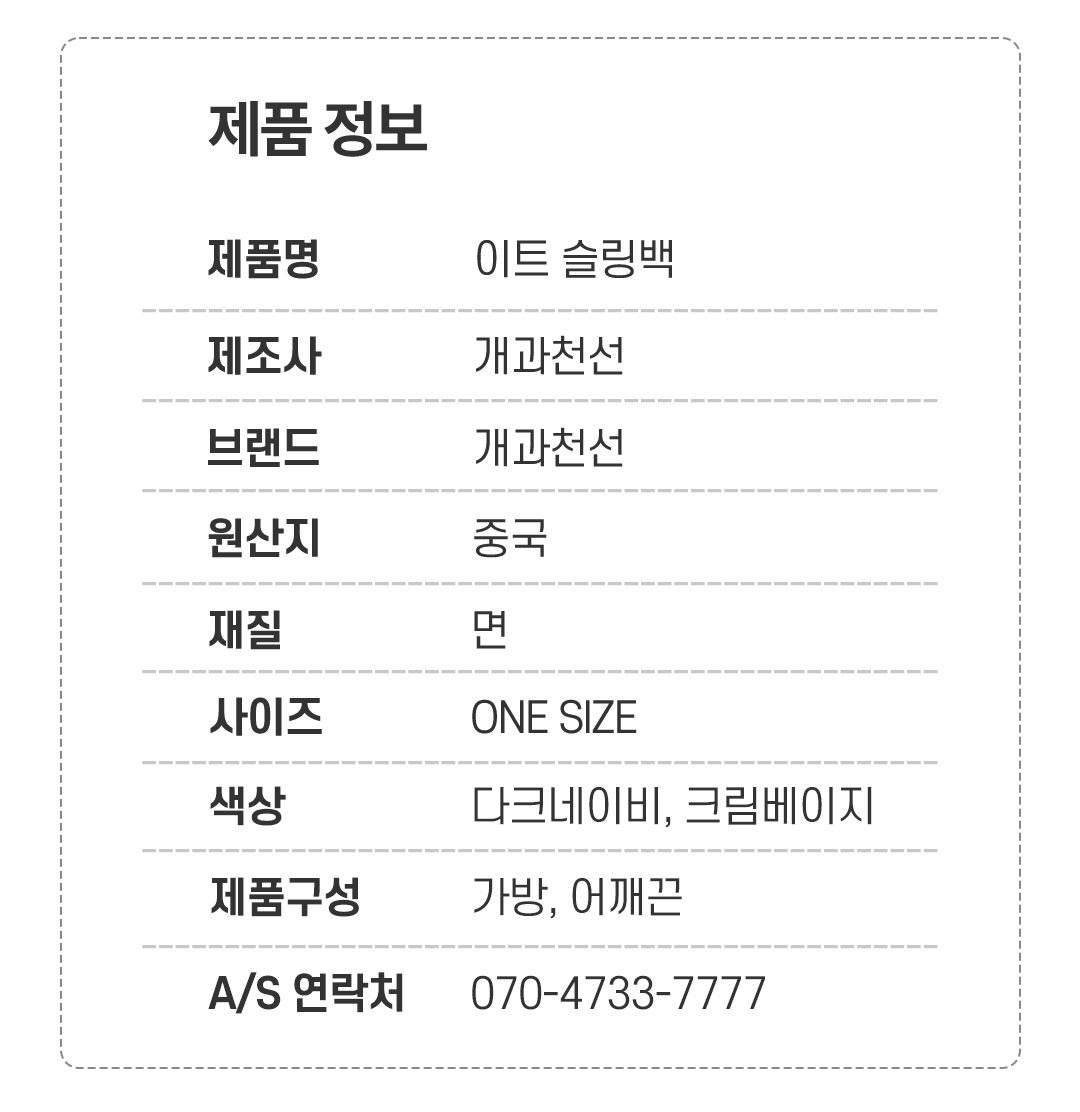 제품 정보
제품명 이트 슬링백
제조사 개과천선
브랜드 개과천선
원산지 중국
재질 면
사이즈 ONE SIZE
색상 다크네이비, 크림베이지
제품구성 가방, 어깨끈
A/S 연락처 070-4733-7777